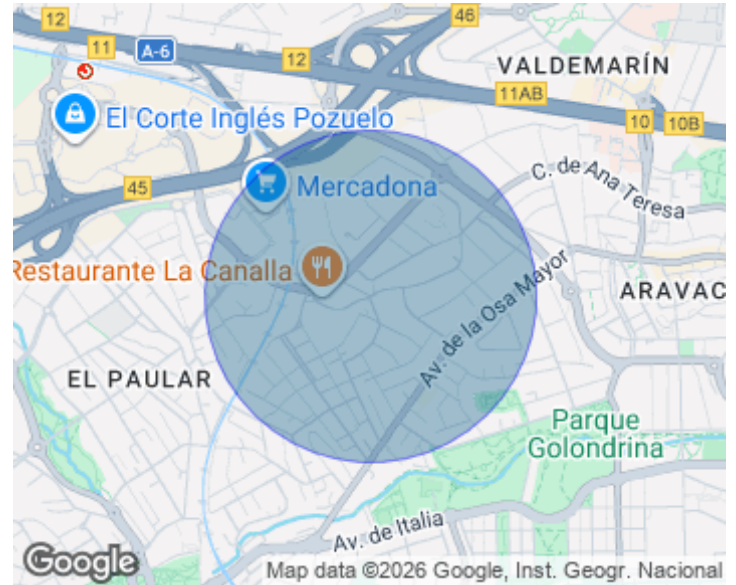 12
46
11
A-6
12
VALDEMARÍN
11AB
El Corte Inglés Pozuelo
10
10B
C. de Ana Teresa
45
Mercadona
Restaurante La Canalla
Av. de la Osa Mayor
ARAVAC
EL PAULAR
Parque
Golondrina
Av. de Italia
Google
Map data ©2026 Google, Inst. Geogr. Nacional